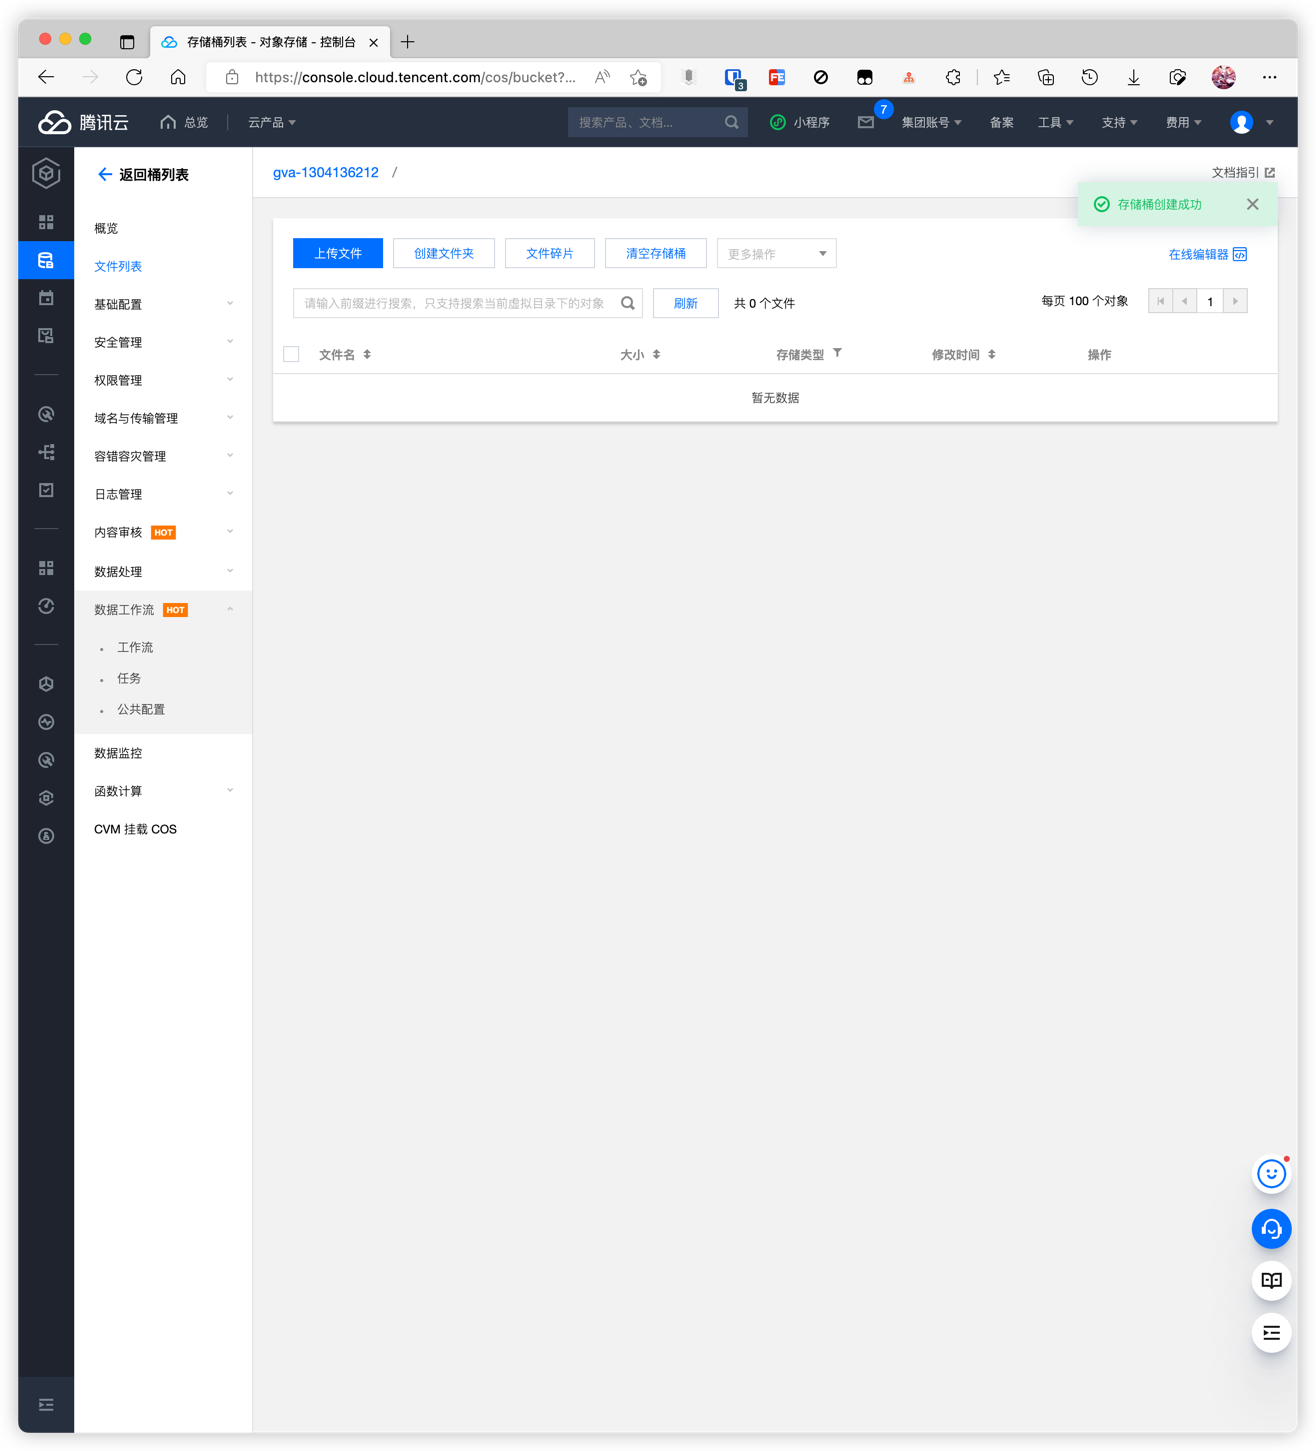 存储桶列表 - 对象存储 - 控制台
https://console.cloud.tencent.com/cos/bucket?...
3
FE
腾讯云
总览
云产品
搜索产品、文档...
小程序
7
集团账号
备案
工具
支持
费用
返回桶列表
gva-1304136212 /
文档指引
存储桶创建成功
概览
文件列表
基础配置
安全管理
权限管理
域名与传输管理
容错容灾管理
日志管理
内容审核 HOT
数据处理
数据工作流 HOT
工作流
任务
公共配置
数据监控
函数计算
CVM 挂载 COS
上传文件
创建文件夹
文件碎片
清空存储桶
更多操作
在线编辑器
请输入前缀进行搜索，只支持搜索当前虚拟目录下的对象
刷新
共 0 个文件
每页 100 个对象
1
文件名
大小
存储类型
修改时间
操作
暂无数据